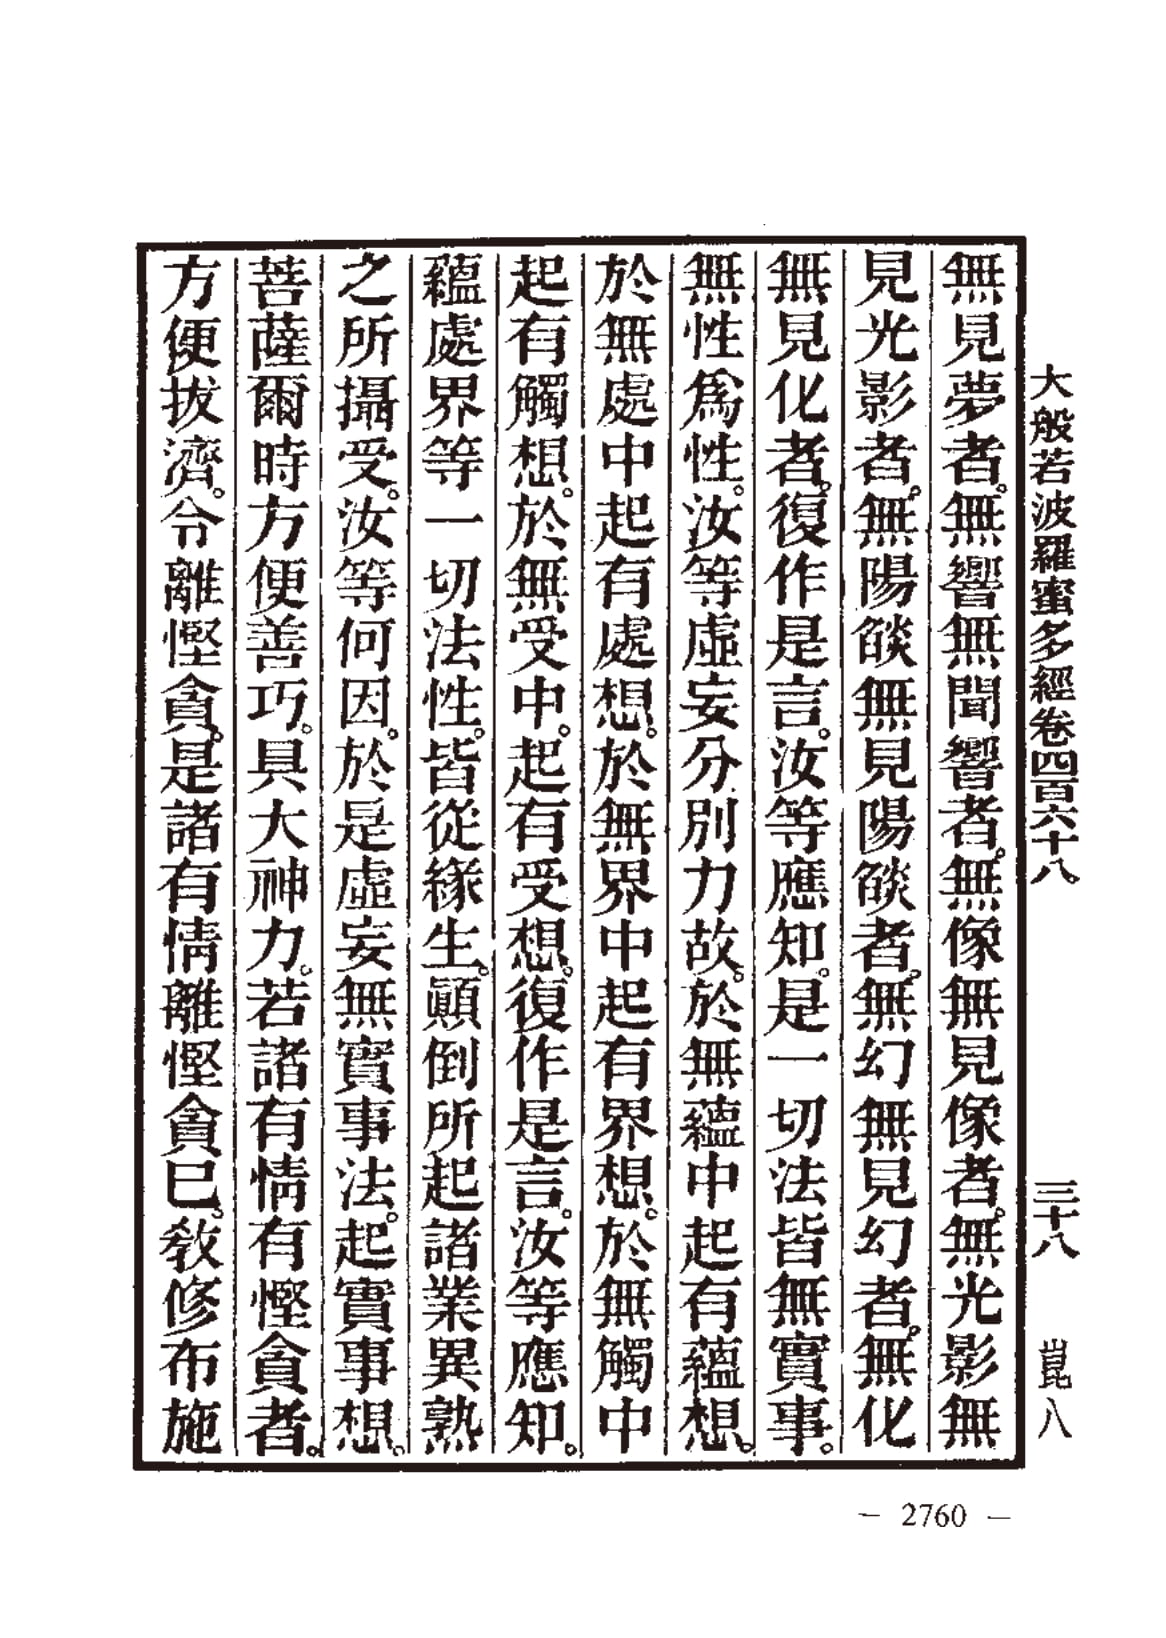 大般若波羅蜜多經卷四百六十八 三十八 崑八
無見夢者。無響無聞響者。無像無見像者。無光影無
見光影者。無陽燄無見陽燄者。無幻無見幻者。無化
無見化者。復作是言。汝等應知。是一切法皆無實事。
無性爲性。汝等虛妄分別力故。於無蘊中起有蘊想。
於無處中起有處想。於無界中起有界想。於無觸中
起有觸想。於無受中。起有受想。復作是言。汝等應知。
蘊處界等一切法性。皆從緣生。顚倒所起諸業異熟
之所攝受。汝等何因。於是虛妄無實事法。起實事想。
菩薩爾時方便善巧。具大神力。若諸有情有慳貪者。
方便拔濟。令離慳貪。是諸有情離慳貪已。敎修布施
— 2760 —